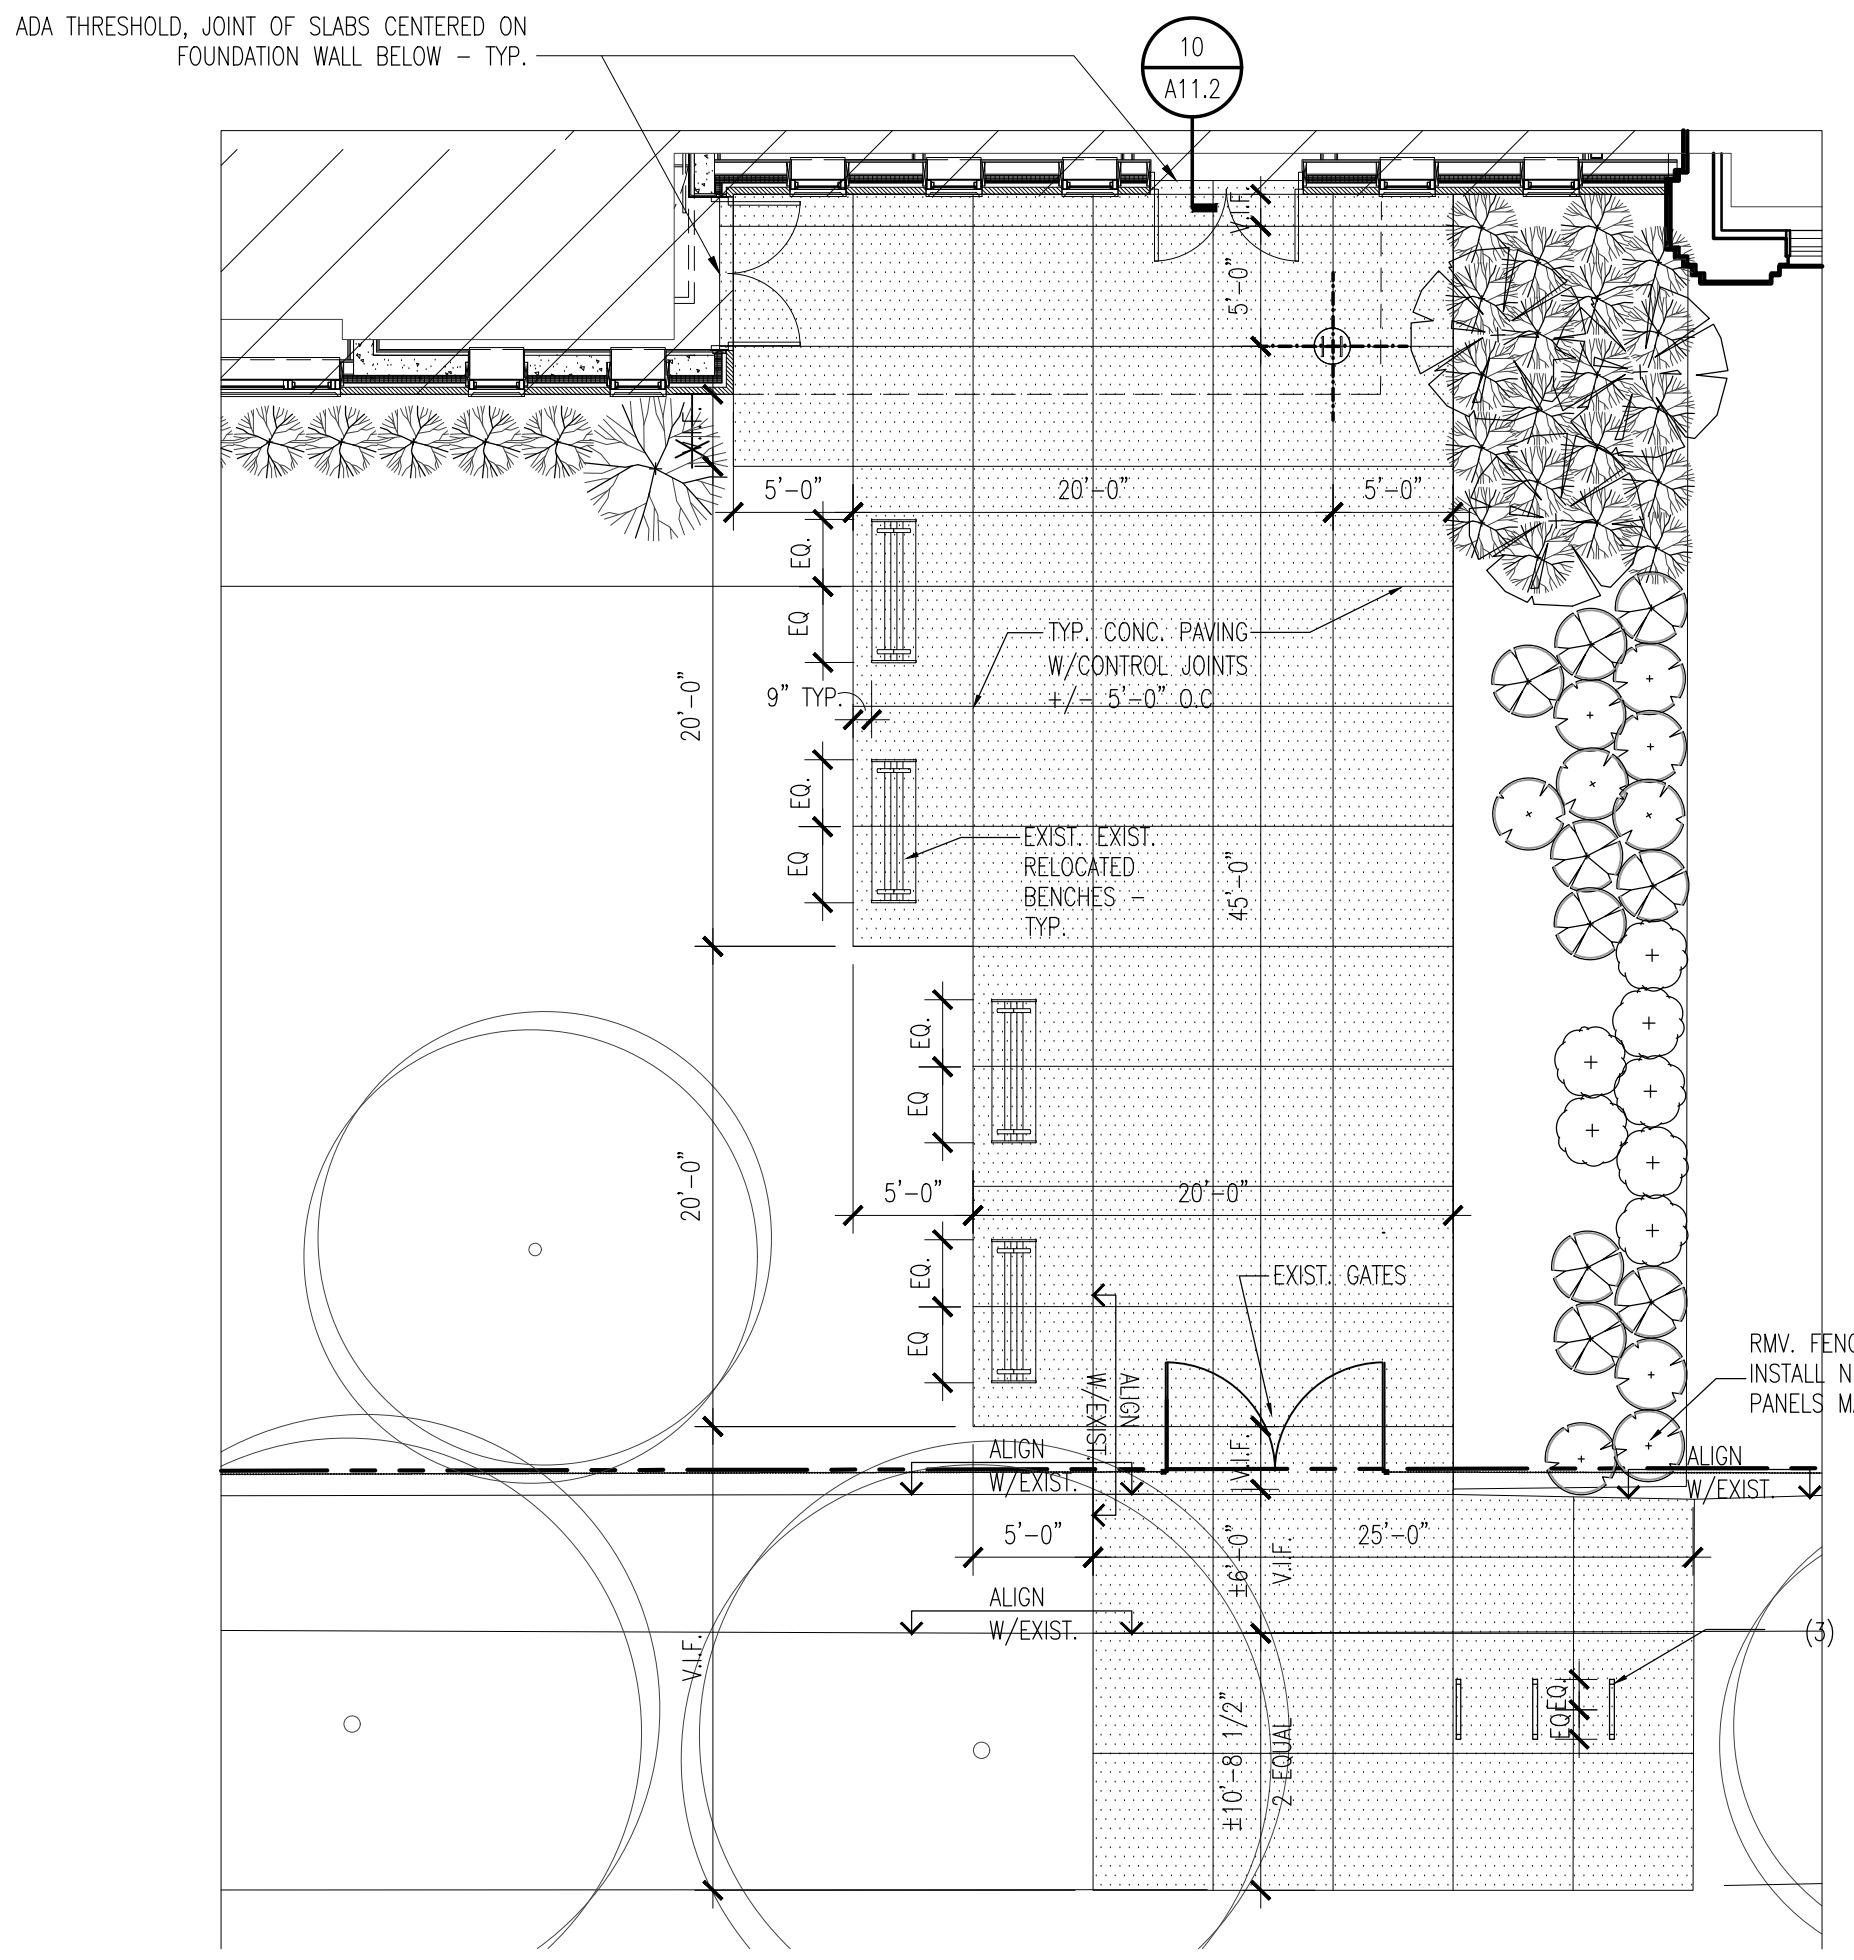 ADA THRESHOLD, JOINT OF SLABS CENTERED ON
FOUNDATION WALL BELOW – TYP.
10
A11.2
V.I.F.
5'-0"
V.I.F.
5'-0"
20'-0"
5'-0"
EQ.
EQ
TYP. CONC. PAVING
W/CONTROL JOINTS
+/- 5'-0" O.C
9" TYP.
20'-0"
EQ.
EQ
EXIST. EXIST.
RELOCATED
BENCHES –
TYP.
45'-0"
EQ.
EQ
20'-0"
5'-0"
20'-0"
EQ.
EQ
EXIST. GATES
ALIGN
W/EXIST.
RMV. FENC
INSTALL N
PANELS M
ALIGN
W/EXIST.
V.I.F.
ALIGN
W/EXIST.
5'-0"
25'-0"
±6'-0"
V.I.F.
ALIGN
W/EXIST.
V.I.F.
(3)
EQ.
EQ
±10'-8 1/2"
2 EQUAL